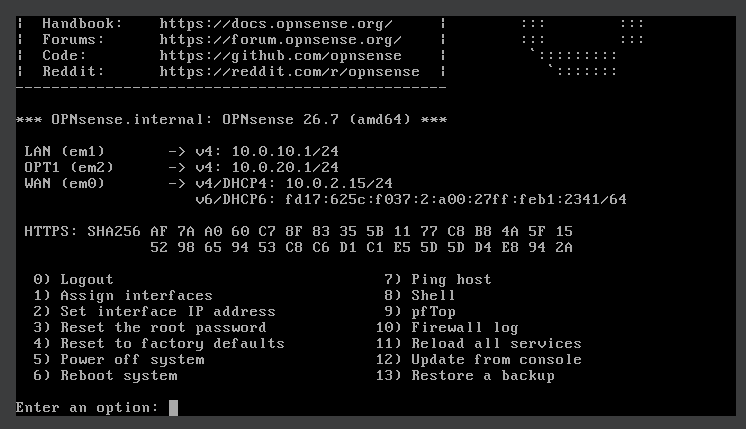 |  Handbook:    https://docs.opnsense.org/     |        :::        :::
|  Forums:      https://forum.opnsense.org/    |        :::        :::
|  Code:        https://github.com/opnsense    |         `:::::::::
|  Reddit:      https://reddit.com/r/opnsense  |           `:::::::
------------------------------------------------
*** OPNsense.internal: OPNsense 26.7 (amd64) ***
LAN (em1)       -> v4: 10.0.10.1/24
OPT1 (em2)      -> v4: 10.0.20.1/24
WAN (em0)       -> v4/DHCP4: 10.0.2.15/24
v6/DHCP6: fd17:625c:f037:2:a00:27ff:feb1:2341/64
HTTPS: SHA256 AF 7A A0 60 C7 8F 83 35 5B 11 77 C8 B8 4A 5F 15
52 98 65 94 53 C8 C6 D1 C1 E5 5D 5D D4 E8 94 2A
0) Logout                              7) Ping host
1) Assign interfaces                   8) Shell
2) Set interface IP address            9) pfTop
3) Reset the root password            10) Firewall log
4) Reset to factory defaults          11) Reload all services
5) Power off system                   12) Update from console
6) Reboot system                      13) Restore a backup
Enter an option: